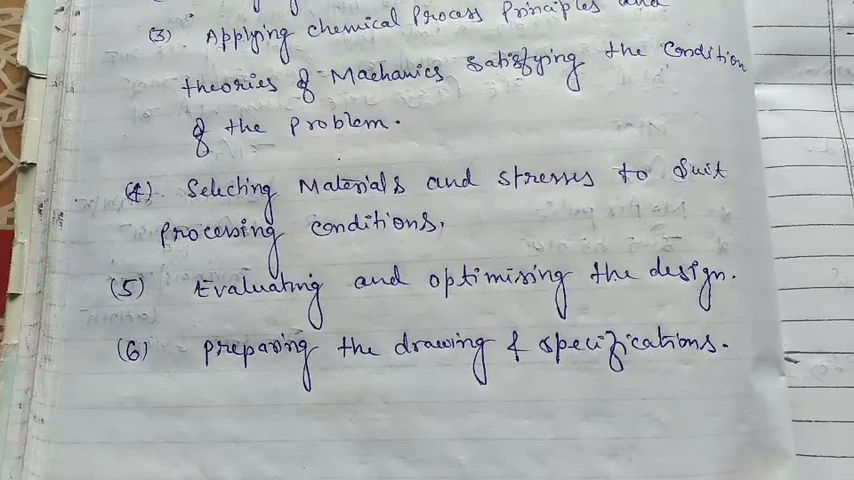 (3) Applying chemical Process Principles and
theories of Machanics satisfying the condition
of the problem.
(4) Selecting Materials and stresses to suit
processing conditions,
(5) Evaluating and optimising the design.
(6) preparing the drawing & specifications.